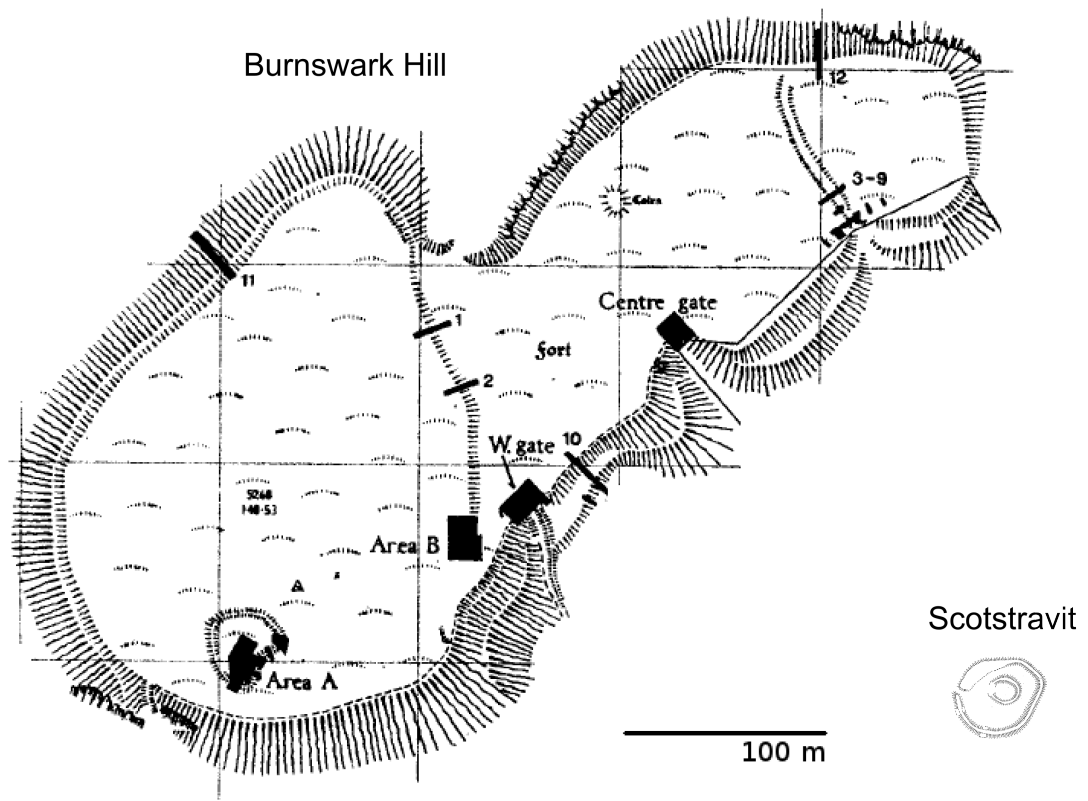 Burnswark Hill
12
3-9
Cairn
11
Centre gate
1
fort
2
W. gate
10
Area B
Area A
Scotstravit
100 m